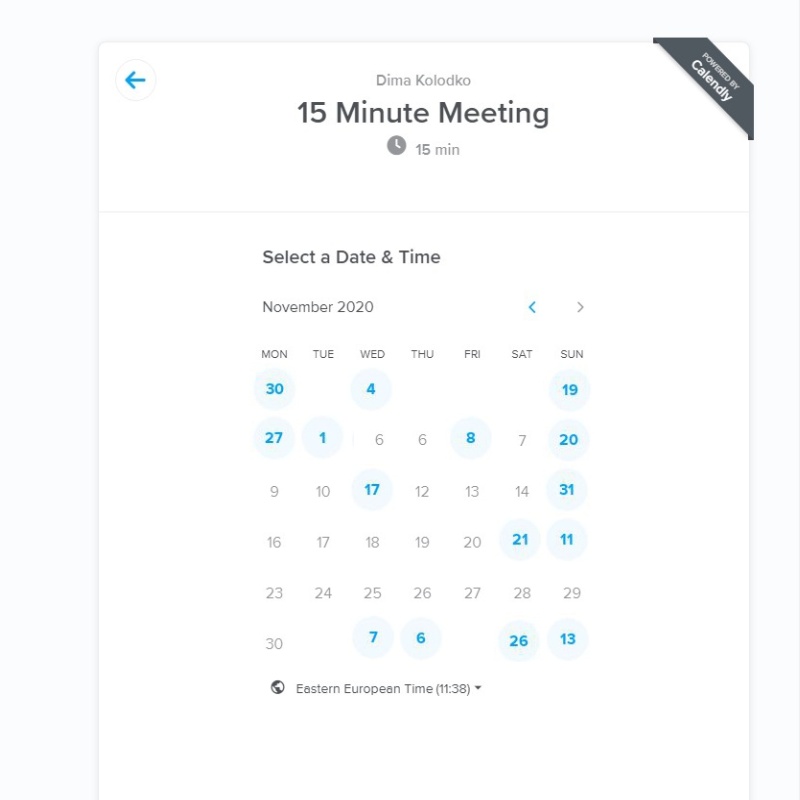 POWERED BY
Calendly
Dima Kolodko
15 Minute Meeting
15 min
Select a Date & Time
November 2020
MON TUE WED THU FRI SAT SUN
30 4 19
27 1 6 6 8 7 20
9 10 17 12 13 14 31
16 17 18 19 20 21 11
23 24 25 26 27 28 29
30 7 6 26 13
Eastern European Time (11:38)